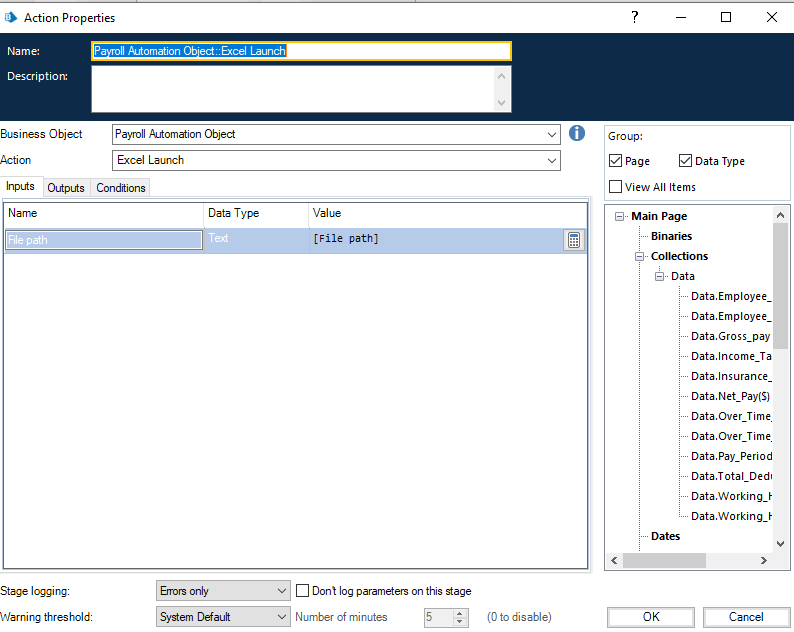 Action Properties
Name:
Payroll Automation Object::Excel Launch
Description:
Business Object
Payroll Automation Object
Action
Excel Launch
Inputs
Outputs
Conditions
Name
Data Type
Value
File path
Text
[File path]
Group:
Page
Data Type
View All Items
Main Page
Binaries
Collections
Data
Data.Employee_
Data.Employee_
Data.Gross_pay
Data.Income_Ta
Data.Insurance_
Data.Net_Pay($)
Data.Over_Time_
Data.Over_Time_
Data.Pay_Period
Data.Total_Dedu
Data.Working_H
Data.Working_H
Dates
Stage logging:
Errors only
Don't log parameters on this stage
Warning threshold:
System Default
Number of minutes
5
(0 to disable)
OK
Cancel